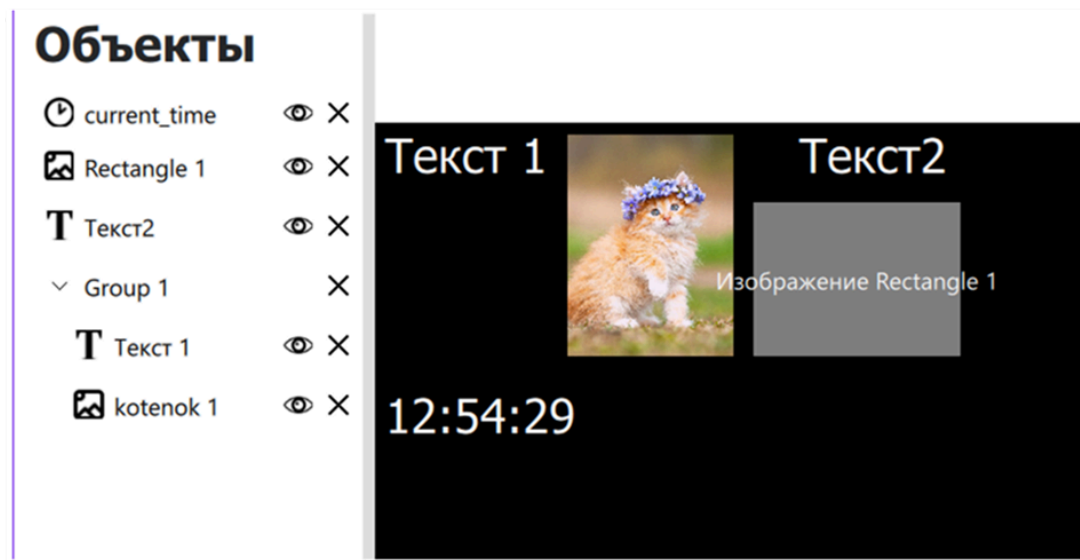 Объекты
current_time
Rectangle 1
Текст2
Group 1
Текст 1
kotenok 1
Текст 1
Текст2
Изображение Rectangle 1
12:54:29